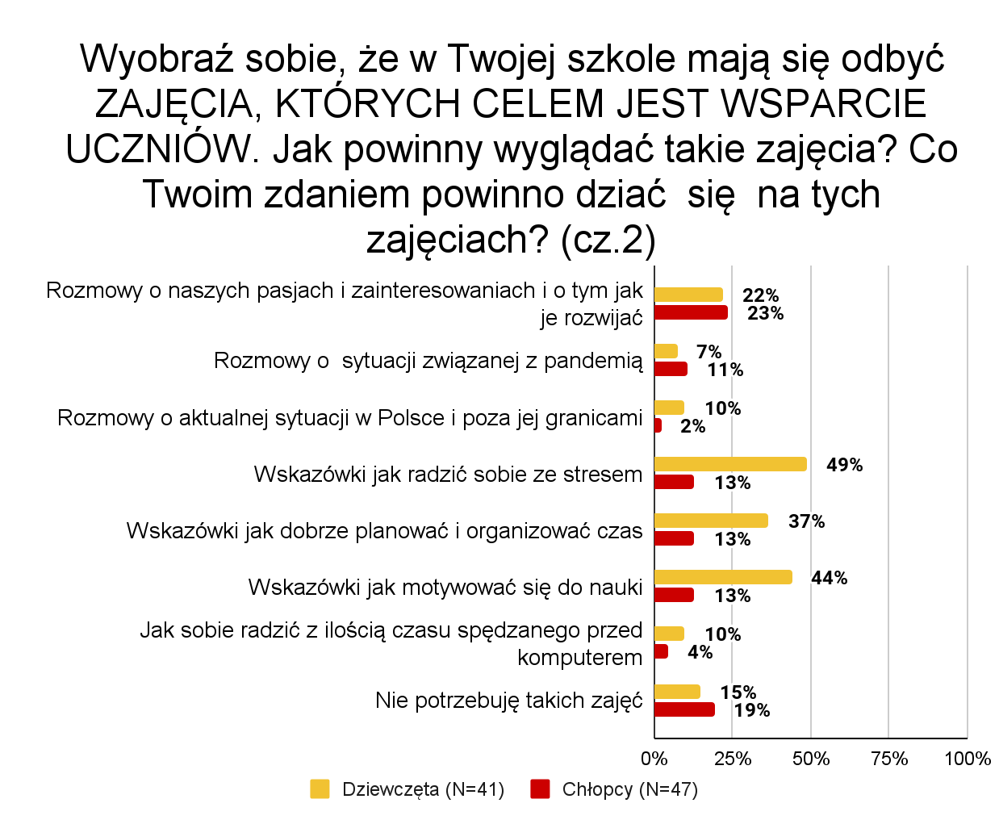 Wyobraź sobie, że w Twojej szkole mają się odbyć
ZAJĘCIA, KTÓRYCH CELEM JEST WSPARCIE
UCZNIÓW. Jak powinny wyglądać takie zajęcia? Co
Twoim zdaniem powinno dziać  się  na tych
zajęciach? (cz.2)
Rozmowy o naszych pasjach i zainteresowaniach i o tym jak
je rozwijać
22%
23%
Rozmowy o  sytuacji związanej z pandemią
7%
11%
Rozmowy o aktualnej sytuacji w Polsce i poza jej granicami
10%
2%
Wskazówki jak radzić sobie ze stresem
49%
13%
Wskazówki jak dobrze planować i organizować czas
37%
13%
Wskazówki jak motywować się do nauki
44%
13%
Jak sobie radzić z ilością czasu spędzanego przed
komputerem
10%
4%
Nie potrzebuję takich zajęć
15%
19%
0% 25% 50% 75% 100%
Dziewczęta (N=41) Chłopcy (N=47)